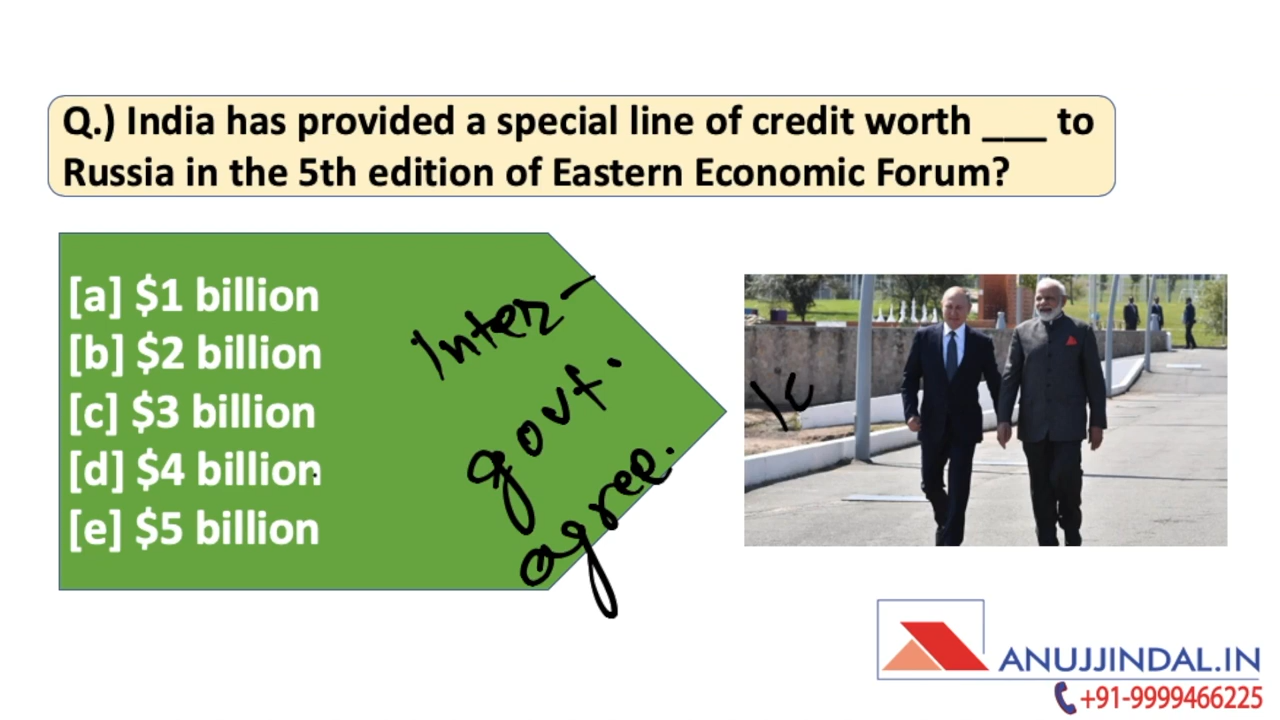 Q.) India has provided a special line of credit worth ___ to
Russia in the 5th edition of Eastern Economic Forum?
[a] $1 billion
[b] $2 billion
[c] $3 billion
[d] $4 billion
[e] $5 billion
Inter-
govt.
agree.
ANUJJINDAL.IN
+91-9999466225